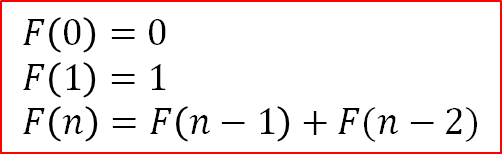 F(0) = 0
F(1) = 1
F(n) = F(n − 1) + F(n − 2)